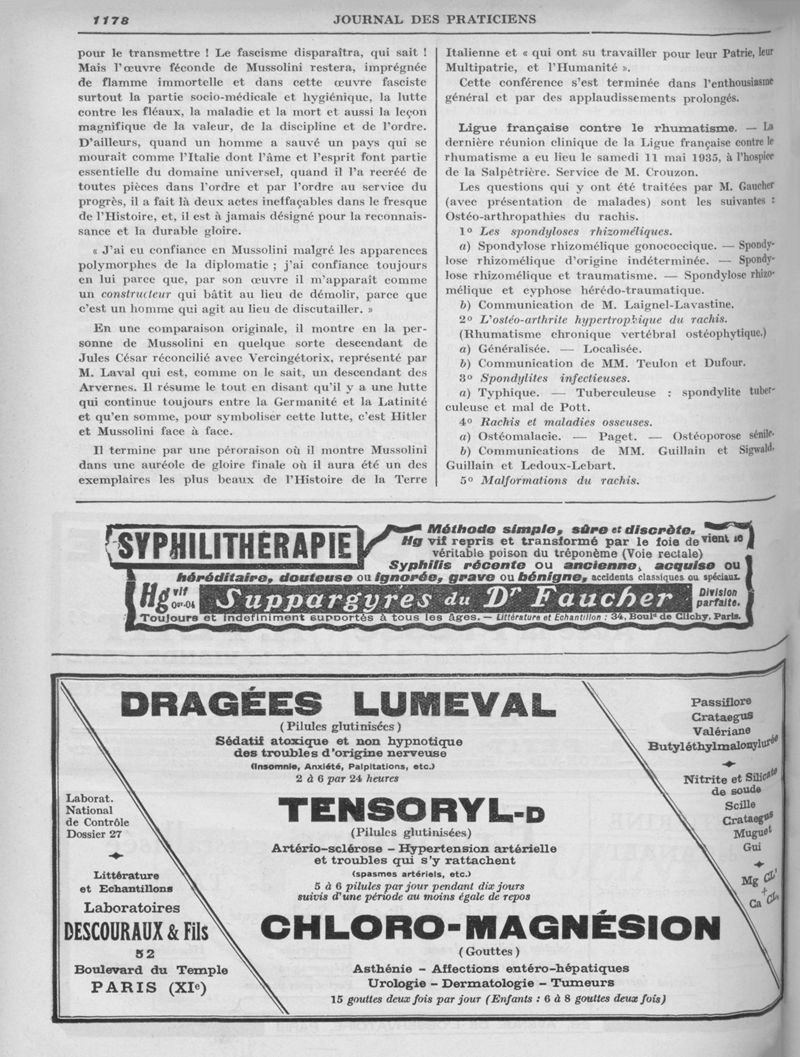 1178
JOURNAL DES PRATICIENS
pour le transmettre ! Le fascisme disparaîtra, qui sait !
Mais l'œuvre féconde de Mussolini restera, imprégnée
de flamme immortelle et dans cette œuvre fasciste
surtout la partie socio-médicale et hygiénique, la lutte
contre les fléaux, la maladie et la mort et aussi la leçon
magnifique de la valeur, de la discipline et de l'ordre.
D'ailleurs, quand un homme a sauvé un pays qui se
mourait comme l'Italie dont l'âme et l'esprit font partie
essentielle du domaine universel, quand il l'a recréé de
toutes pièces dans l'ordre et par l'ordre au service du
progrès, il a fait là deux actes ineffaçables dans le fresque
de l'Histoire, et, il est à jamais désigné pour la reconnais-
sance et la durable gloire.
« J'ai eu confiance en Mussolini malgré les apparences
polymorphes de la diplomatie ; j'ai confiance toujours
en lui parce que, par son œuvre il m'apparaît comme
un constructeur qui bâtit au lieu de démolir, parce que
c'est un homme qui agit au lieu de discutailler. »
En une comparaison originale, il montre en la per-
sonne de Mussolini en quelque sorte descendant de
Jules César réconcilié avec Vercingétorix, représenté par
M. Laval qui est, comme on le sait, un descendant des
Arvernes. Il résume le tout en disant qu'il y a une lutte
qui continue toujours entre la Germanité et la Latinité
et qu'en somme, pour symboliser cette lutte, c'est Hitler
et Mussolini face à face.
Il termine par une péroraison où il montre Mussolini
dans une auréole de gloire finale où il aura été un des
exemplaires les plus beaux de l'Histoire de la Terre
Italienne et « qui ont su travailler pour leur Patrie, leur
Multipatrie, et l'Humanité ».
Cette conférence s'est terminée dans l'enthousiasme
général et par des applaudissements prolongés.
Ligue française contre le rhumatisme. — La
dernière réunion clinique de la Ligue française contre le
rhumatisme a eu lieu le samedi 11 mai 1935, à l'hospice
de la Salpêtrière. Service de M. Crouzon.
Les questions qui y ont été traitées par M. Gaucher
(avec présentation de malades) sont les suivantes :
Ostéo-arthropathies du rachis.
1° Les spondyloses rhizoméliques.
a) Spondylose rhizomélique gonococcique. — Spondy-
lose rhizomélique d'origine indéterminée. — Spondy-
lose rhizomélique et traumatisme. — Spondylose rhizo-
mélique et cyphose hérédo-traumatique.
b) Communication de M. Laignel-Lavastine.
2° L'ostéo-arthrite hypertrophique du rachis.
(Rhumatisme chronique vertébral ostéophytique.)
a) Généralisée. — Localisée.
b) Communication de MM. Teulon et Dufour.
3° Spondylites infectieuses.
a) Typhique. — Tuberculeuse : spondylite tuber-
culeuse et mal de Pott.
4° Rachis et maladies osseuses.
a) Ostéomalacie. — Paget. — Ostéoporose sénile.
b) Communications de MM. Guillain et Sigwald,
Guillain et Ledoux-Lebart.
5° Malformations du rachis.
SYPHILITHÉRAPIE
Méthode simple, sûre et discrète.
Hg vif repris et transformé par le foie devient le
véritable poison du tréponème (Voie rectale)
Syphilis récente ou ancienne, acquise ou
héréditaire, douteuse ou ignorée, grave ou bénigne, accidents classiques ou spéciaux.
Hg vif 0gr.04
Suppargyres du Dr Faucher
Division parfaite.
Toujours et indéfiniment supportés à tous les âges. — Littérature et Echantillon : 34, Bould de Clichy, Paris.
DRAGÉES LUMEVAL
(Pilules glutinisées)
Sédatif atoxique et non hypnotique
des troubles d'origine nerveuse
(Insomnie, Anxiété, Palpitations, etc.)
2 à 6 par 24 heures
Passiflore
Crataegus
Valériane
Butyléthylmalonylurée
TENSORYL-D
(Pilules glutinisées)
Artério-sclérose - Hypertension artérielle
et troubles qui s'y rattachent
(spasmes artériels, etc.)
5 à 6 pilules par jour pendant dix jours
suivis d'une période au moins égale de repos
Nitrite et Silicate
de soude
Scille
Crataegus
Muguet
Gui
CHLORO-MAGNÉSION
(Gouttes)
Asthénie - Affections entéro-hépatiques
Urologie - Dermatologie - Tumeurs
15 gouttes deux fois par jour (Enfants : 6 à 8 gouttes deux fois)
Mg Cl²
+
Ca Cl²
Laborat.
National
de Contrôle
Dossier 27
Littérature
et Echantillons
Laboratoires
DESCOURAUX & Fils
52
Boulevard du Temple
PARIS (XIe)